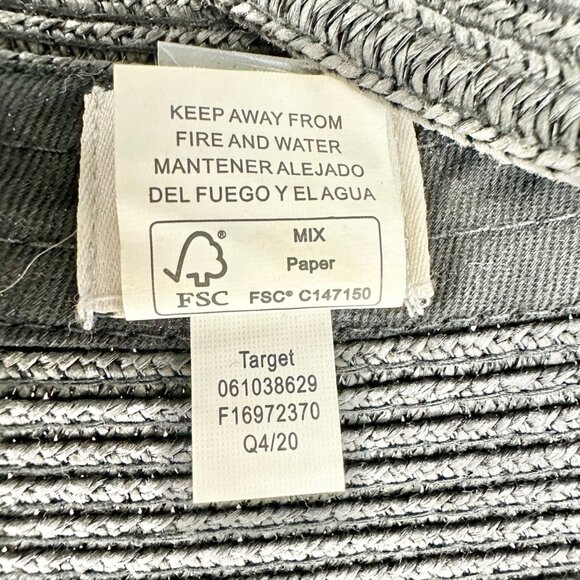 KEEP AWAY FROM
FIRE AND WATER
MANTENER ALEJADO
DEL FUEGO Y EL AGUA
MIX
Paper
FSC® C147150
®
FSC
Target
061038629
F16972370
Q4/20